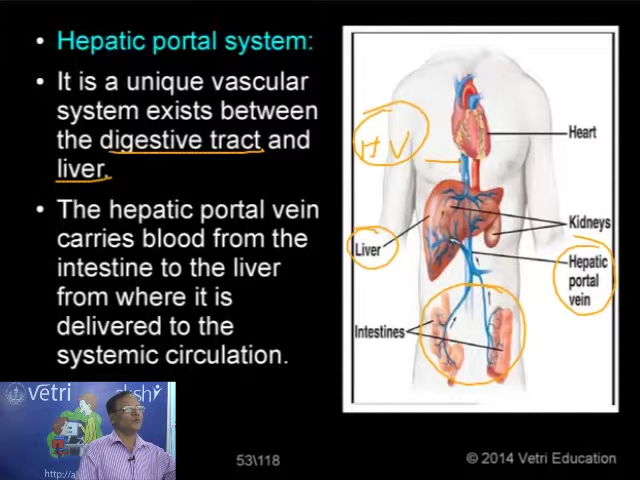 Hepatic portal system:
It is a unique vascular
system exists between
the digestive tract and
liver.
The hepatic portal vein
carries blood from the
intestine to the liver
from where it is
delivered to the
systemic circulation.
HV
Heart
Kidneys
Liver
Hepatic
portal
vein
Intestines
vetri
http://a
53\118
© 2014 Vetri Education